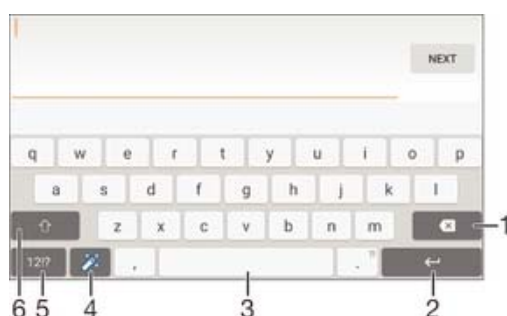 NEXT
q w e r t y u i o p
a s d f g h j k l
z x c v b n m 1
12!? , .
6 5 4 3 2